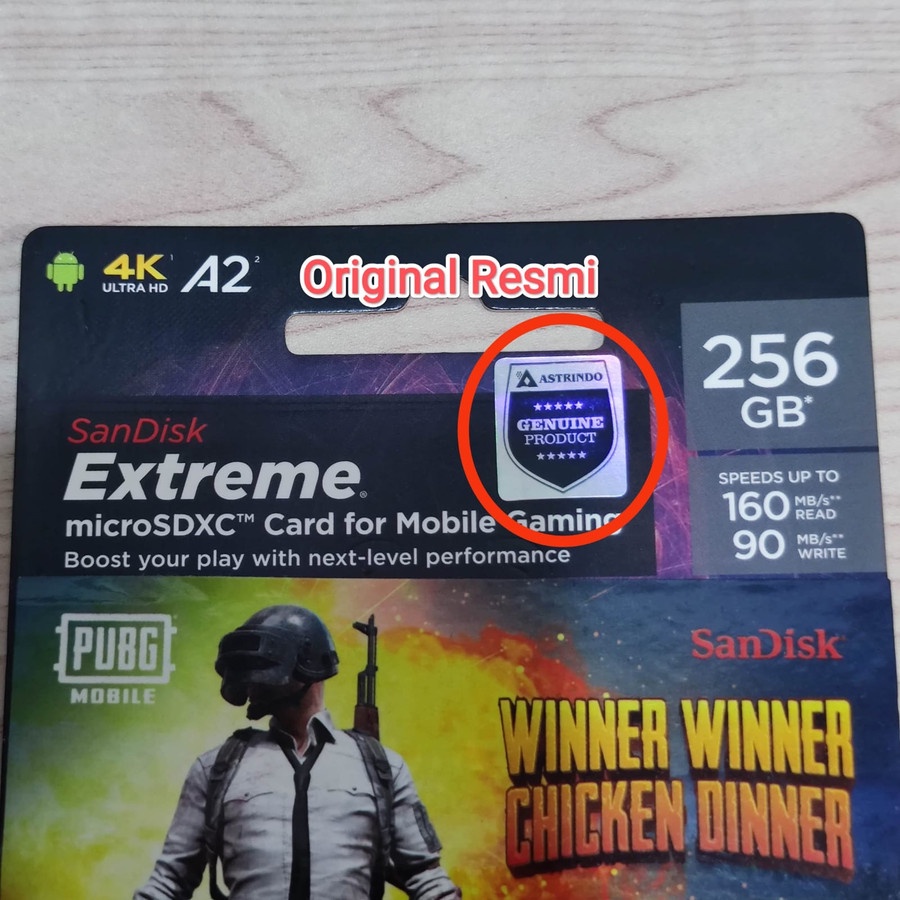 4K¹ A2²
ULTRA HD
Original Resmi
256
GB*
ASTRINDO
GENUINE
PRODUCT
SanDisk
Extreme®
microSDXC™ Card for Mobile Gaming
Boost your play with next-level performance
SPEEDS UP TO
160 MB/s** READ
90 MB/s** WRITE
PUBG
MOBILE
SanDisk
WINNER WINNER
CHICKEN DINNER